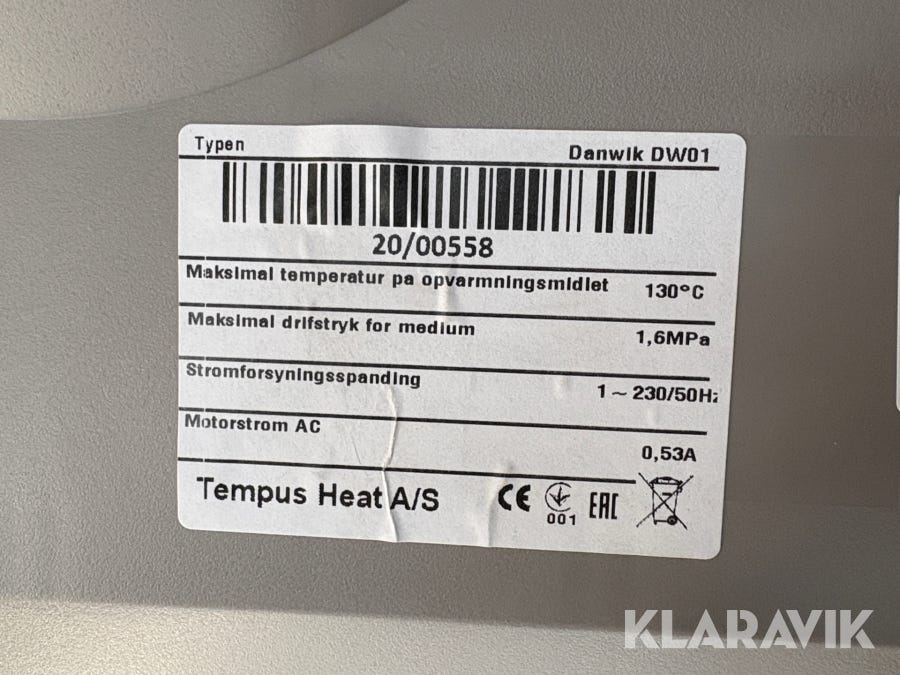 Typen Danwik DW01
20/00558
Maksimal temperatur pa opvarmningsmidlet 130°C
Maksimal drifstryk for medium 1,6MPa
Stromforsyningsspanding 1 ~ 230/50Hz
Motorstrom AC 0,53A
Tempus Heat A/S CE 001 EAC
KLARAVIK